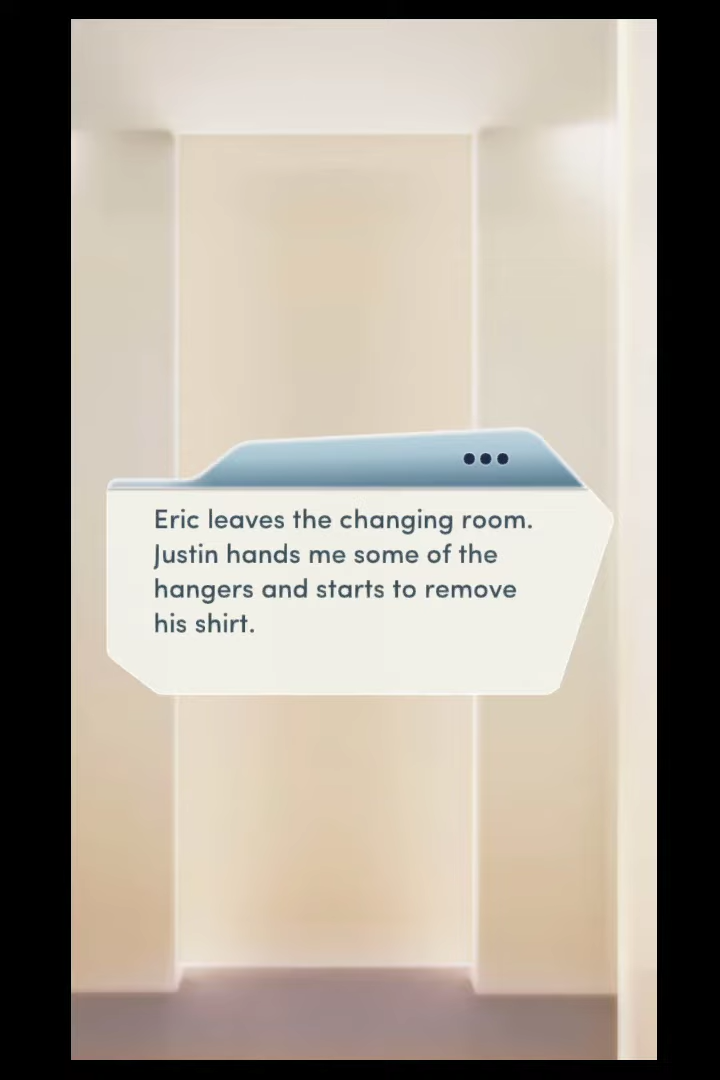 Eric leaves the changing room.
Justin hands me some of the
hangers and starts to remove
his shirt.